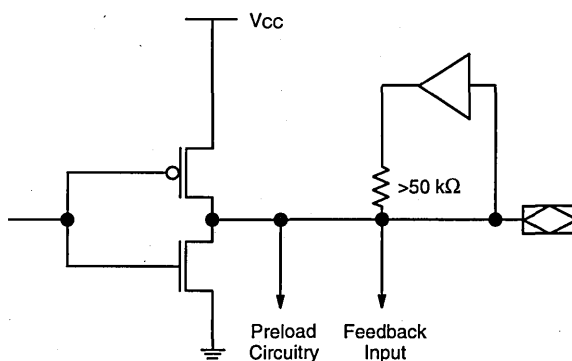 Vcc
>50 kΩ
Preload
Circuitry
Feedback
Input